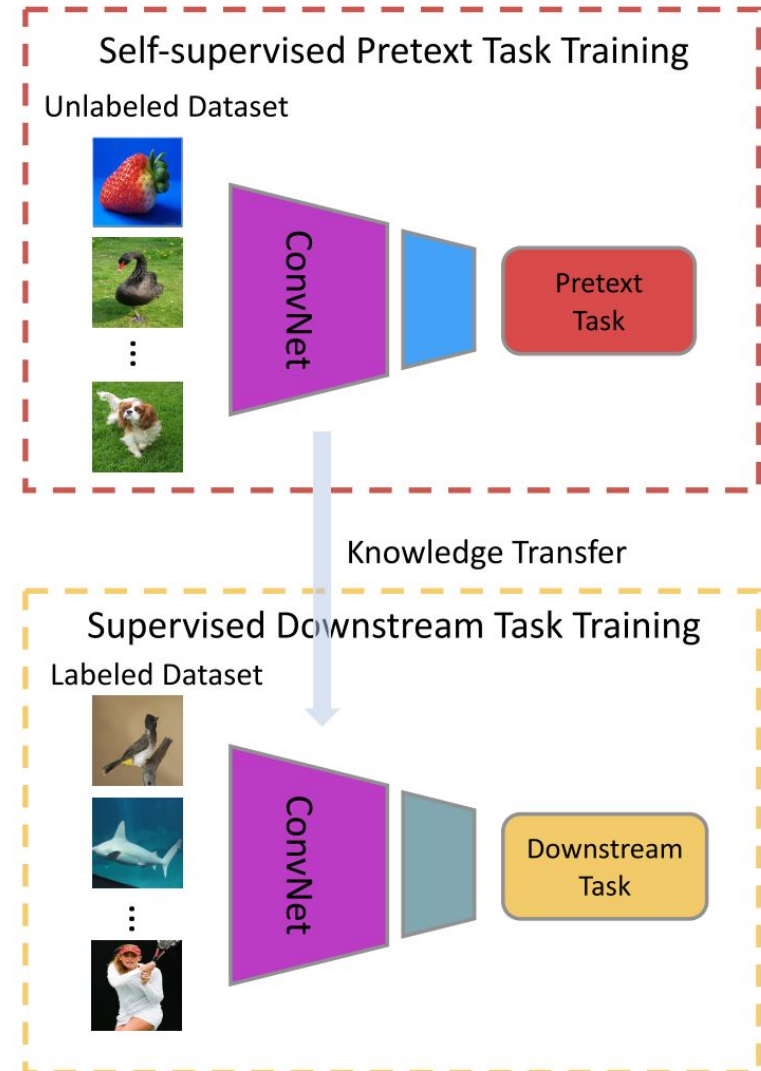 Self-supervised Pretext Task Training
Unlabeled Dataset
ConvNet
Pretext
Task
...
Knowledge Transfer
Supervised Downstream Task Training
Labeled Dataset
ConvNet
Downstream
Task
...